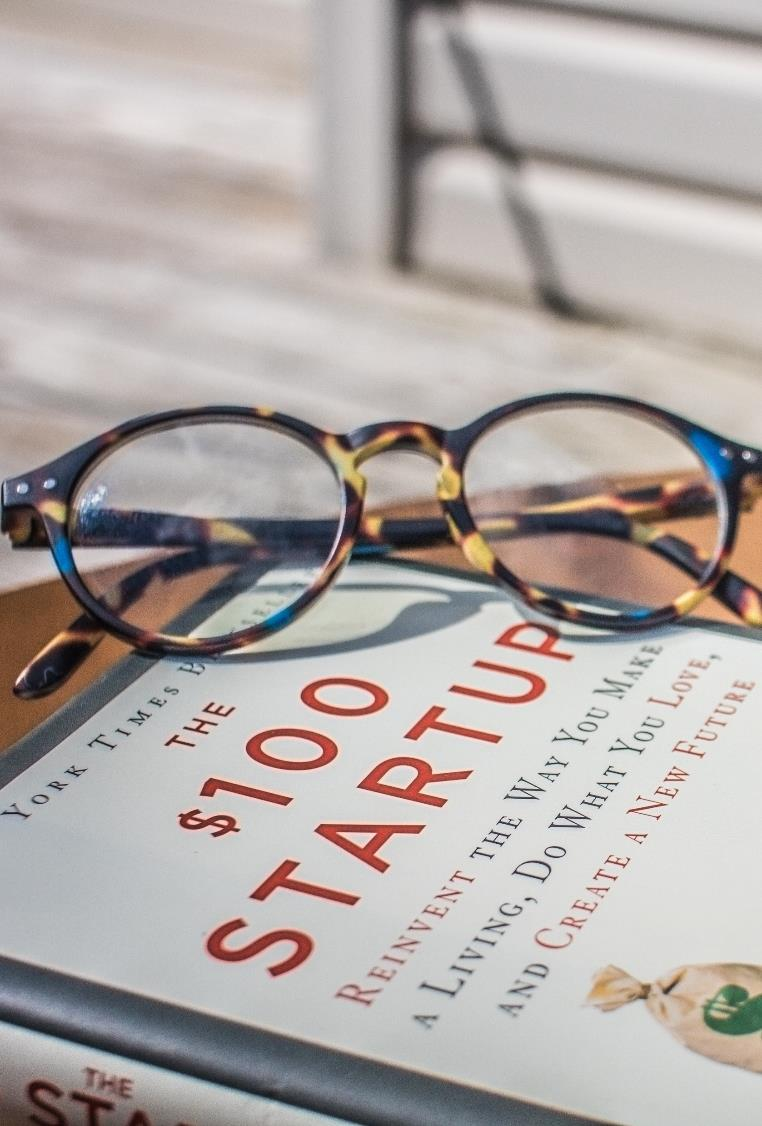 YORK TIMES BESTSELLER
THE
$100
STARTUP
REINVENT THE WAY YOU MAKE
A LIVING, DO WHAT YOU LOVE,
AND CREATE A NEW FUTURE
$
THE